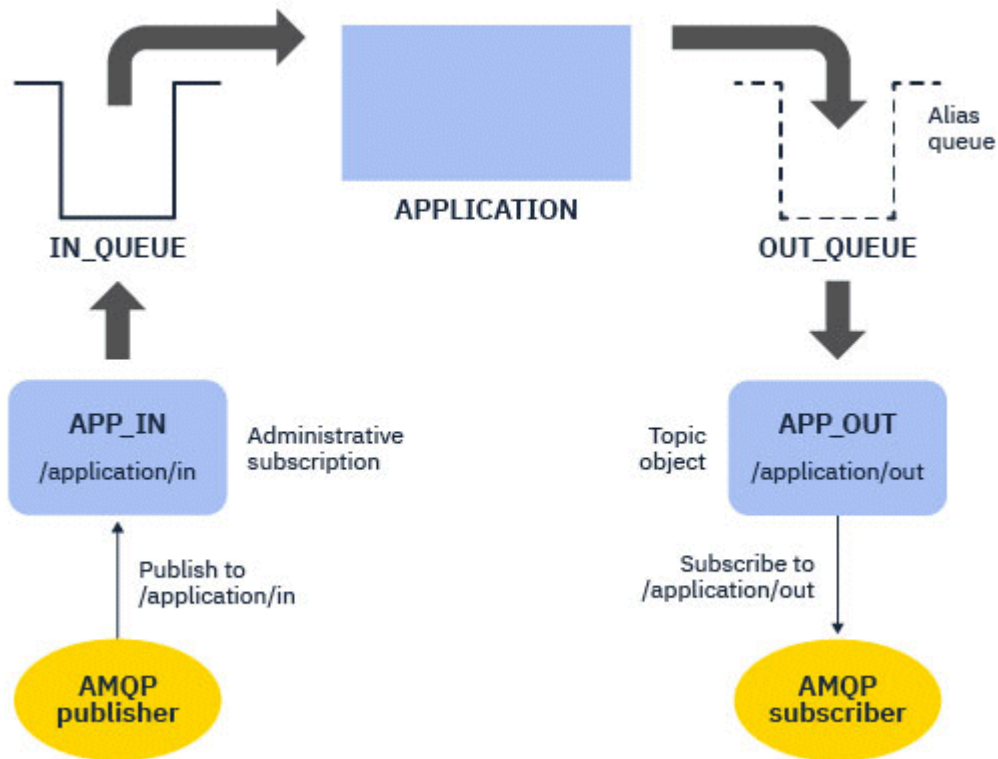 Alias
queue
APPLICATION
IN_QUEUE
OUT_QUEUE
APP_IN
/application/in
Administrative
subscription
Topic
object
APP_OUT
/application/out
Publish to
/application/in
Subscribe to
/application/out
AMQP
publisher
AMQP
subscriber